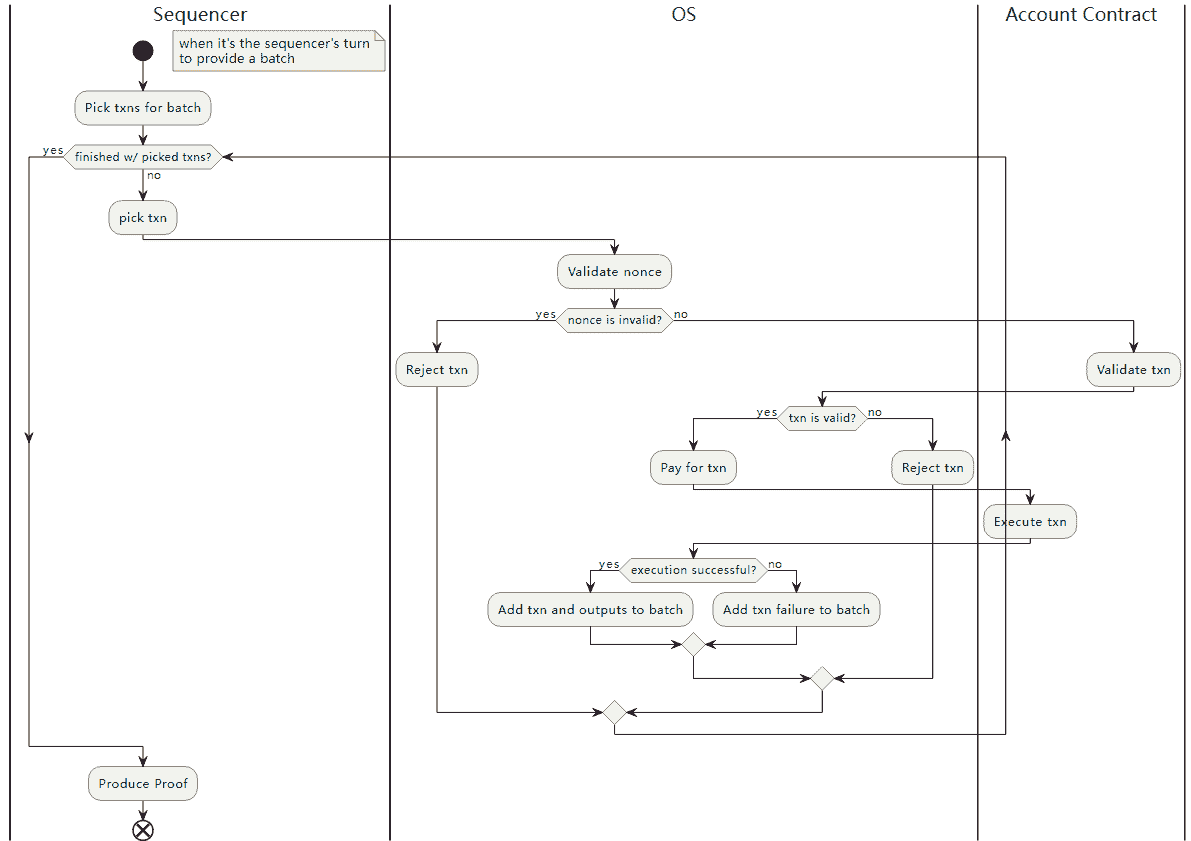 Sequencer
OS
Account Contract
when it's the sequencer's turn
to provide a batch
Pick txns for batch
yes
finished w/ picked txns?
no
pick txn
Validate nonce
yes
nonce is invalid?
no
Reject txn
Validate txn
yes
txn is valid?
no
Pay for txn
Reject txn
Execute txn
yes
execution successful?
no
Add txn and outputs to batch
Add txn failure to batch
Produce Proof